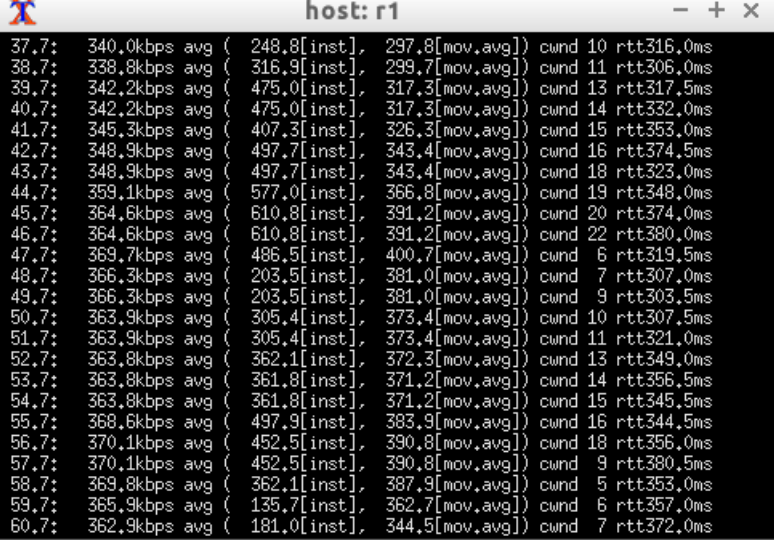 host: r1
37.7:   340.0kbps avg (  248.8[inst],  297.8[mov.avg]) cwnd 10 rtt316.0ms
38.7:   338.8kbps avg (  316.9[inst],  299.7[mov.avg]) cwnd 11 rtt306.0ms
39.7:   342.2kbps avg (  475.0[inst],  317.3[mov.avg]) cwnd 13 rtt317.5ms
40.7:   342.2kbps avg (  475.0[inst],  317.3[mov.avg]) cwnd 14 rtt332.0ms
41.7:   345.3kbps avg (  407.3[inst],  326.3[mov.avg]) cwnd 15 rtt353.0ms
42.7:   348.9kbps avg (  497.7[inst],  343.4[mov.avg]) cwnd 16 rtt374.5ms
43.7:   348.9kbps avg (  497.7[inst],  343.4[mov.avg]) cwnd 18 rtt323.0ms
44.7:   359.1kbps avg (  577.0[inst],  366.8[mov.avg]) cwnd 19 rtt348.0ms
45.7:   364.6kbps avg (  610.8[inst],  391.2[mov.avg]) cwnd 20 rtt374.0ms
46.7:   364.6kbps avg (  610.8[inst],  391.2[mov.avg]) cwnd 22 rtt380.0ms
47.7:   369.7kbps avg (  486.5[inst],  400.7[mov.avg]) cwnd  6 rtt319.5ms
48.7:   366.3kbps avg (  203.5[inst],  381.0[mov.avg]) cwnd  7 rtt307.0ms
49.7:   366.3kbps avg (  203.5[inst],  381.0[mov.avg]) cwnd  9 rtt303.5ms
50.7:   363.9kbps avg (  305.4[inst],  373.4[mov.avg]) cwnd 10 rtt307.5ms
51.7:   363.9kbps avg (  305.4[inst],  373.4[mov.avg]) cwnd 11 rtt321.0ms
52.7:   363.8kbps avg (  362.1[inst],  372.3[mov.avg]) cwnd 13 rtt349.0ms
53.7:   363.8kbps avg (  361.8[inst],  371.2[mov.avg]) cwnd 14 rtt356.5ms
54.7:   363.8kbps avg (  361.8[inst],  371.2[mov.avg]) cwnd 15 rtt345.5ms
55.7:   368.6kbps avg (  497.9[inst],  383.9[mov.avg]) cwnd 16 rtt344.5ms
56.7:   370.1kbps avg (  452.5[inst],  390.8[mov.avg]) cwnd 18 rtt356.0ms
57.7:   370.1kbps avg (  452.5[inst],  390.8[mov.avg]) cwnd  9 rtt380.5ms
58.7:   369.8kbps avg (  362.1[inst],  387.9[mov.avg]) cwnd  5 rtt353.0ms
59.7:   365.9kbps avg (  135.7[inst],  362.7[mov.avg]) cwnd  6 rtt357.0ms
60.7:   362.9kbps avg (  181.0[inst],  344.5[mov.avg]) cwnd  7 rtt372.0ms